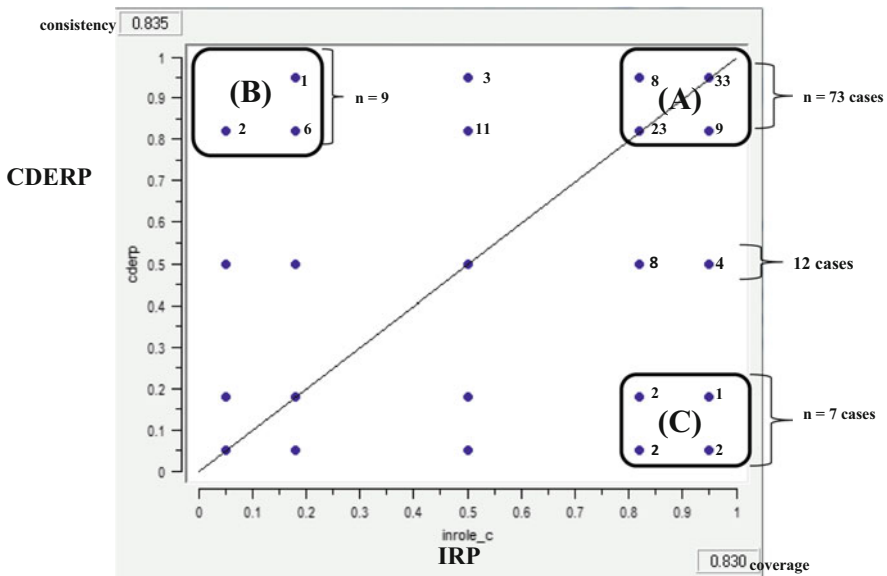 consistency 0.835
1
0.9
0.8
0.7
0.6
0.5
0.4
0.3
0.2
0.1
0
CDERP
cderp
(B)
1
2
6
n = 9
3
11
8
33
(A)
23
9
n = 73 cases
8
4
12 cases
2
1
(C)
2
2
n = 7 cases
0 0.1 0.2 0.3 0.4 0.5 0.6 0.7 0.8 0.9 1
inrole_c
IRP
0.830 coverage